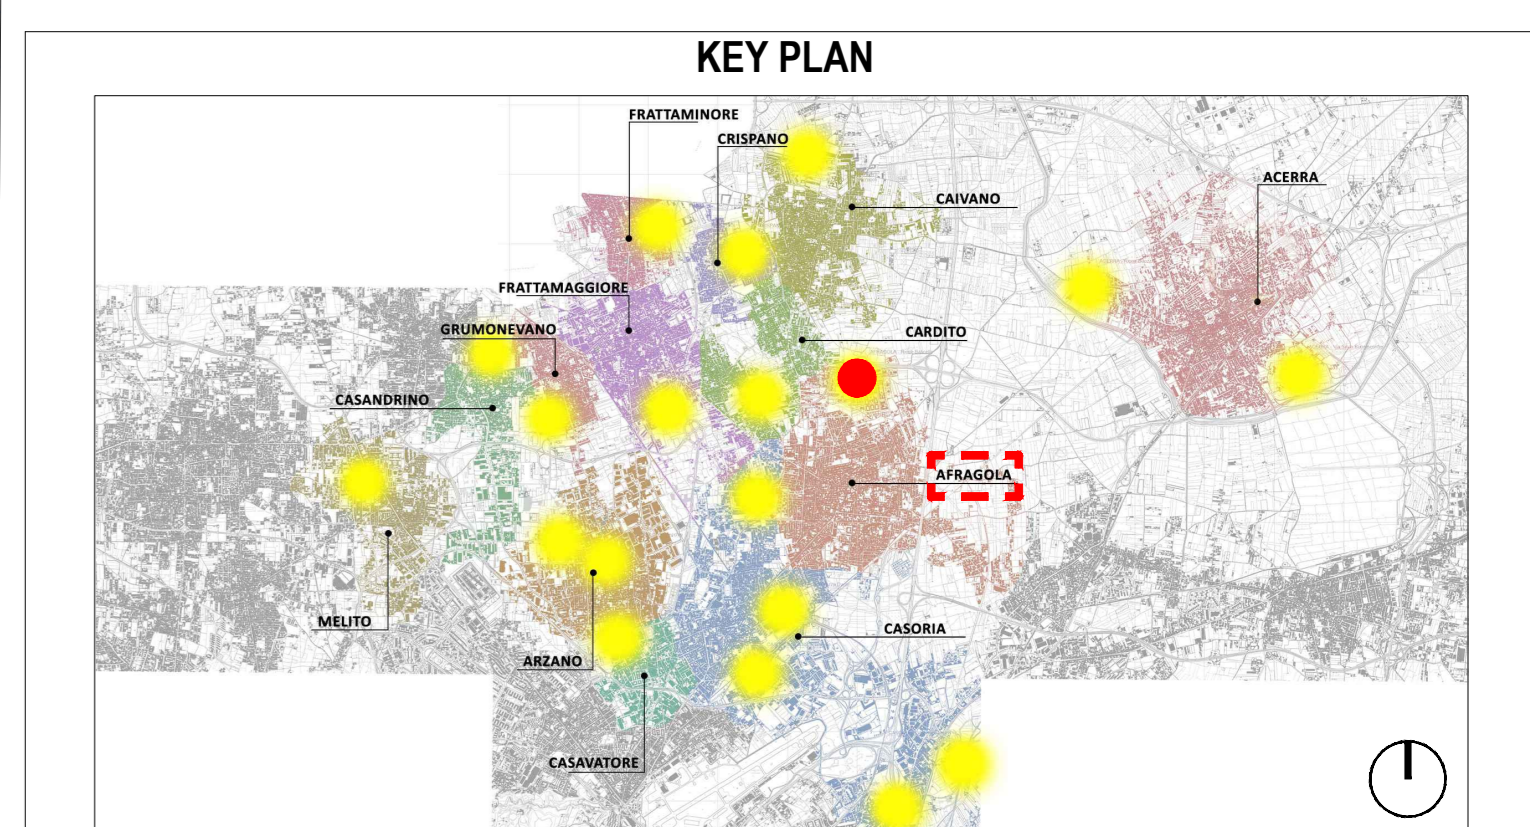 KEY PLAN
FRATTAMINORE
CRISPANO
ACERRA
CAIVANO
FRATTAMAGGIORE
GRUMONEVANO
CARDITO
CASANDRINO
AFRAGOLA
MELITO
CASORIA
ARZANO
CASAVATORE